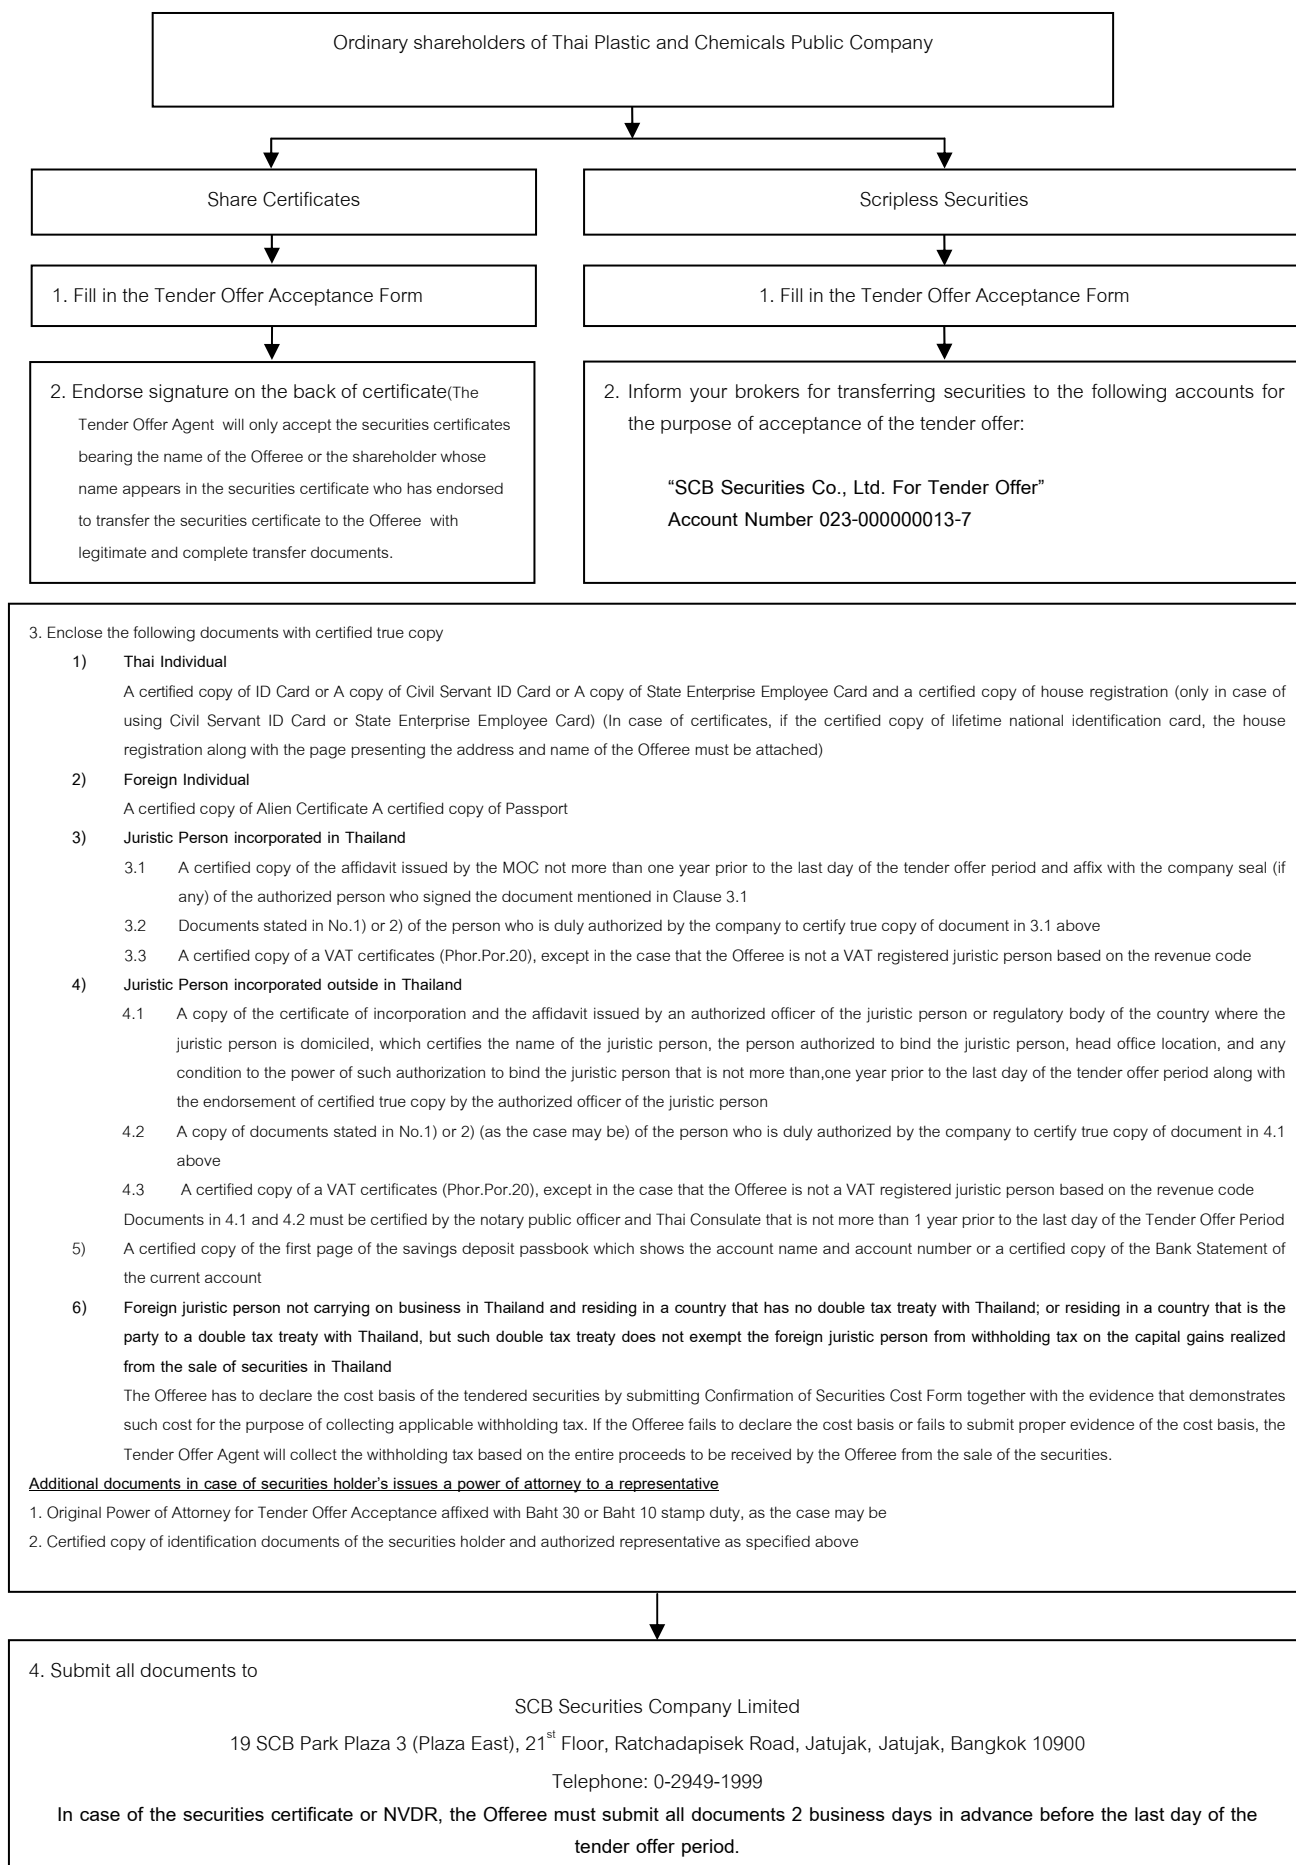 Ordinary shareholders of Thai Plastic and Chemicals Public Company
Share Certificates
Scripless Securities
1. Fill in the Tender Offer Acceptance Form
1. Fill in the Tender Offer Acceptance Form
2. Endorse signature on the back of certificate(The
Tender Offer Agent will only accept the securities certificates
bearing the name of the Offeree or the shareholder whose
name appears in the securities certificate who has endorsed
to transfer the securities certificate to the Offeree with
legitimate and complete transfer documents.
2. Inform your brokers for transferring securities to the following accounts for
the purpose of acceptance of the tender offer:
“SCB Securities Co., Ltd. For Tender Offer”
Account Number 023-000000013-7
3. Enclose the following documents with certified true copy
1) Thai Individual
A certified copy of ID Card or A copy of Civil Servant ID Card or A copy of State Enterprise Employee Card and a certified copy of house registration (only in case of
using Civil Servant ID Card or State Enterprise Employee Card) (In case of certificates, if the certified copy of lifetime national identification card, the house
registration along with the page presenting the address and name of the Offeree must be attached)
2) Foreign Individual
A certified copy of Alien Certificate A certified copy of Passport
3) Juristic Person incorporated in Thailand
3.1 A certified copy of the affidavit issued by the MOC not more than one year prior to the last day of the tender offer period and affix with the company seal (if
any) of the authorized person who signed the document mentioned in Clause 3.1
3.2 Documents stated in No.1) or 2) of the person who is duly authorized by the company to certify true copy of document in 3.1 above
3.3 A certified copy of a VAT certificates (Phor.Por.20), except in the case that the Offeree is not a VAT registered juristic person based on the revenue code
4) Juristic Person incorporated outside in Thailand
4.1 A copy of the certificate of incorporation and the affidavit issued by an authorized officer of the juristic person or regulatory body of the country where the
juristic person is domiciled, which certifies the name of the juristic person, the person authorized to bind the juristic person, head office location, and any
condition to the power of such authorization to bind the juristic person that is not more than,one year prior to the last day of the tender offer period along with
the endorsement of certified true copy by the authorized officer of the juristic person
4.2 A copy of documents stated in No.1) or 2) (as the case may be) of the person who is duly authorized by the company to certify true copy of document in 4.1
above
4.3 A certified copy of a VAT certificates (Phor.Por.20), except in the case that the Offeree is not a VAT registered juristic person based on the revenue code
Documents in 4.1 and 4.2 must be certified by the notary public officer and Thai Consulate that is not more than 1 year prior to the last day of the Tender Offer Period
5) A certified copy of the first page of the savings deposit passbook which shows the account name and account number or a certified copy of the Bank Statement of
the current account
6) Foreign juristic person not carrying on business in Thailand and residing in a country that has no double tax treaty with Thailand; or residing in a country that is the
party to a double tax treaty with Thailand, but such double tax treaty does not exempt the foreign juristic person from withholding tax on the capital gains realized
from the sale of securities in Thailand
The Offeree has to declare the cost basis of the tendered securities by submitting Confirmation of Securities Cost Form together with the evidence that demonstrates
such cost for the purpose of collecting applicable withholding tax. If the Offeree fails to declare the cost basis or fails to submit proper evidence of the cost basis, the
Tender Offer Agent will collect the withholding tax based on the entire proceeds to be received by the Offeree from the sale of the securities.
Additional documents in case of securities holder’s issues a power of attorney to a representative
1. Original Power of Attorney for Tender Offer Acceptance affixed with Baht 30 or Baht 10 stamp duty, as the case may be
2. Certified copy of identification documents of the securities holder and authorized representative as specified above
4. Submit all documents to
SCB Securities Company Limited
19 SCB Park Plaza 3 (Plaza East), 21st Floor, Ratchadapisek Road, Jatujak, Jatujak, Bangkok 10900
Telephone: 0-2949-1999
In case of the securities certificate or NVDR, the Offeree must submit all documents 2 business days in advance before the last day of the
tender offer period.